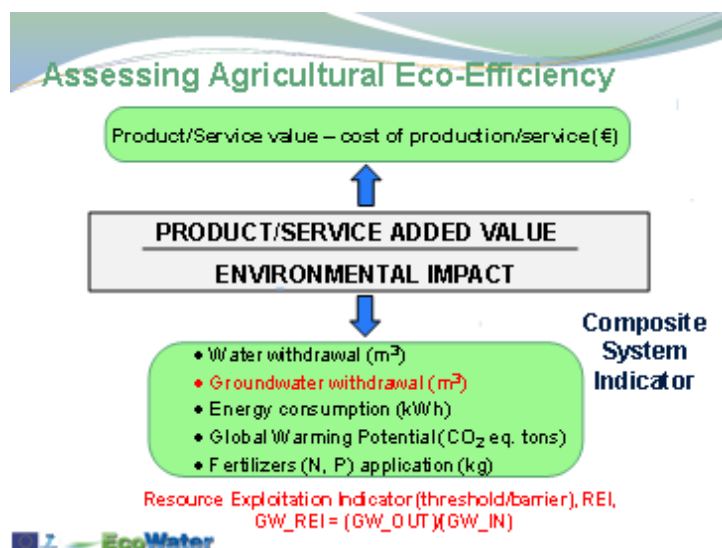 Assessing Agricultural Eco-Efficiency
Product/Service value – cost of production/service(€)
PRODUCT/SERVICE ADDED VALUE
ENVIRONMENTAL IMPACT
Composite
System
Indicator
• Water withdrawal (m³)
• Groundwater withdrawal (m³)
• Energy consumption (kWh)
• Global Warming Potential(CO₂ eq. tons)
• Fertilizers (N, P) application (kg)
Resource Exploitation Indicator(threshold/barrier), REI,
GW_REI = (GW_OUT)/(GW_IN)
EcoWater